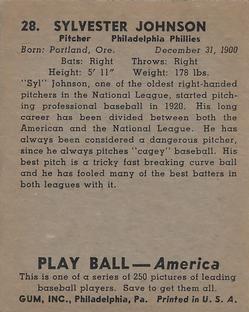 28. SYLVESTER JOHNSON
Pitcher Philadelphia Phillies
Born: Portland, Ore. December 31, 1900
Bats: Right Throws: Right
Height: 5' 11" Weight: 178 lbs.
"Syl" Johnson, one of the oldest right-handed
pitchers in the National League, started pitch-
ing professional baseball in 1920. His long
career has been divided between both the
American and the National League. He has
always been considered a dangerous pitcher,
since he always pitches "cagey" baseball. His
best pitch is a tricky fast breaking curve ball
and he has fooled many of the best batters in
both leagues with it.
PLAY BALL — America
This is one of a series of 250 pictures of leading
baseball players. Save to get them all.
GUM, INC., Philadelphia, Pa. Printed in U. S. A.